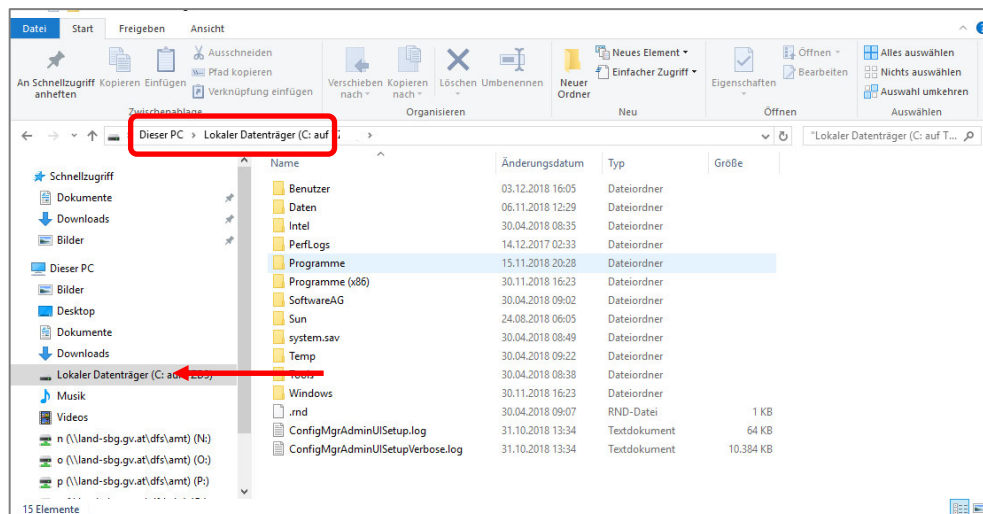 Datei Start Freigeben Ansicht
An Schnellzugriff anheften
Kopieren
Einfügen
Ausschneiden
Pfad kopieren
Verknüpfung einfügen
Zwischenablage
Verschieben nach
Kopieren nach
Löschen
Umbenennen
Organisieren
Neuer Ordner
Neues Element
Einfacher Zugriff
Neu
Eigenschaften
Öffnen
Bearbeiten
Öffnen
Alles auswählen
Nichts auswählen
Auswahl umkehren
Auswählen
Dieser PC > Lokaler Datenträger (C: auf >
"Lokaler Datenträger (C: auf T...
Schnellzugriff
Dokumente
Downloads
Bilder
Dieser PC
Bilder
Desktop
Dokumente
Downloads
Lokaler Datenträger (C:
Musik
Videos
n (\\land-sbg.gv.at\dfs\amt) (N:)
o (\\land-sbg.gv.at\dfs\amt) (O:)
p (\\land-sbg.gv.at\dfs\amt) (P:)
Name Änderungsdatum Typ Größe
Benutzer 03.12.2018 16:05 Dateiordner
Daten 06.11.2018 12:29 Dateiordner
Intel 30.04.2018 08:35 Dateiordner
PerfLogs 14.12.2017 02:33 Dateiordner
Programme 15.11.2018 20:28 Dateiordner
Programme (x86) 30.11.2018 16:23 Dateiordner
SoftwareAG 30.04.2018 09:02 Dateiordner
Sun 24.08.2018 06:05 Dateiordner
system.sav 30.04.2018 08:49 Dateiordner
Temp 30.04.2018 09:22 Dateiordner
Tools 30.04.2018 08:38 Dateiordner
Windows 30.11.2018 16:23 Dateiordner
.rnd 30.04.2018 09:07 RND-Datei 1 KB
ConfigMgrAdminUISetup.log 31.10.2018 13:34 Textdokument 64 KB
ConfigMgrAdminUISetupVerbose.log 31.10.2018 13:34 Textdokument 10.384 KB
15 Elemente